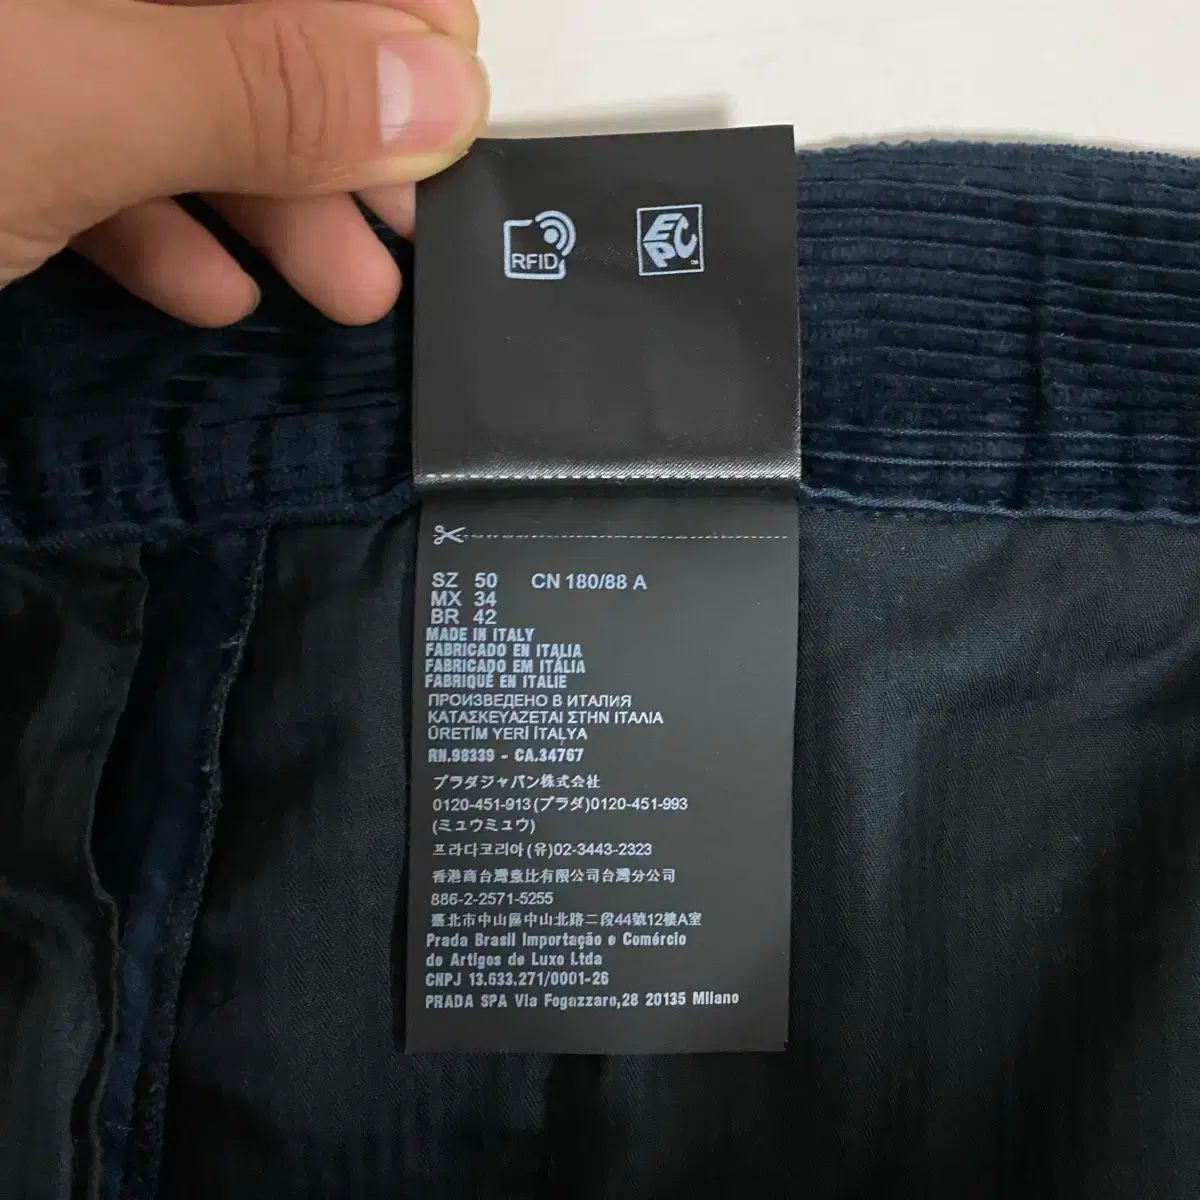 RFID
EPC
SZ 50 CN 180/88 A
MX 34
BR 42
MADE IN ITALY
FABRICADO EN ITALIA
FABRICADO EM ITÁLIA
FABRIQUÉ EN ITALIE
ПРОИЗВЕДЕНО В ИТАЛИЯ
ΚΑΤΑΣΚΕΥΑΖΕΤΑΙ ΣΤΗΝ ΙΤΑΛΙΑ
ÜRETİM YERİ İTALYA
RN.98339 - CA.34767
プラダジャパン株式会社
0120-451-913(プラダ)0120-451-993
(ミュウミュウ)
프라다코리아(유)02-3443-2323
香港商台灣壹比有限公司台灣分公司
886-2-2571-5255
臺北市中山區中山北路二段44號12樓A室
Prada Brasil Importação e Comércio
de Artigos de Luxo Ltda
CNPJ 13.633.271/0001-26
PRADA SPA Via Fogazzaro,28 20135 Milano